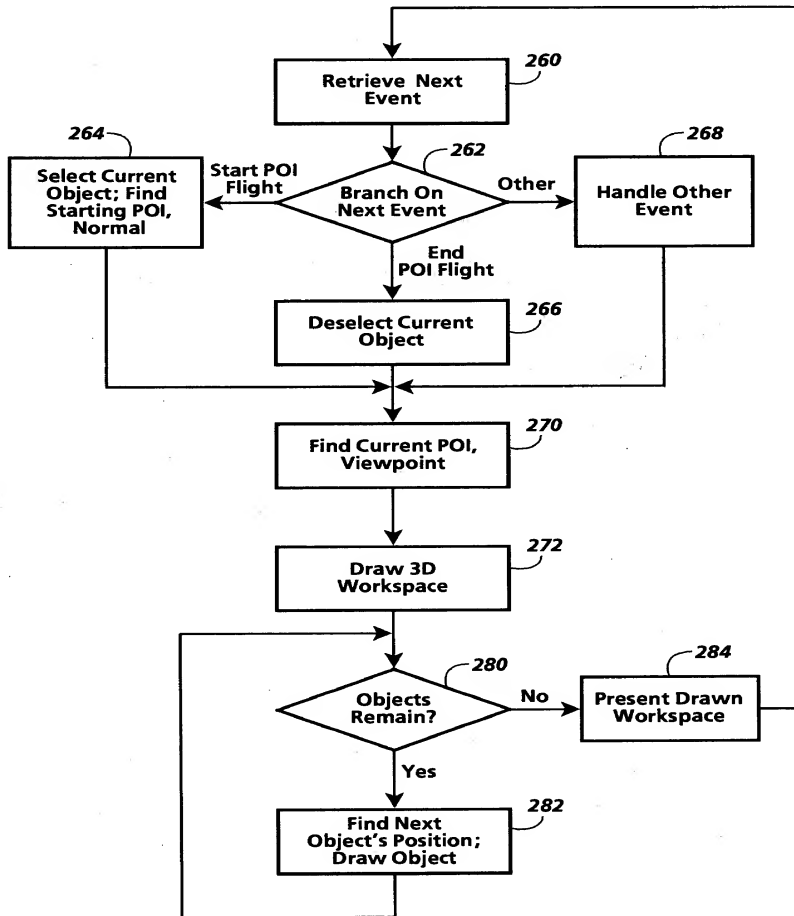 260
Retrieve Next
Event
264
262
268
Select Current
Object; Find
Starting POI,
Normal
Start POI
Flight
Branch On
Next Event
Other
Handle Other
Event
End
POI Flight
266
Deselect Current
Object
270
Find Current POI,
Viewpoint
272
Draw 3D
Workspace
280
284
Objects
Remain?
No
Present Drawn
Workspace
Yes
282
Find Next
Object's Position;
Draw Object